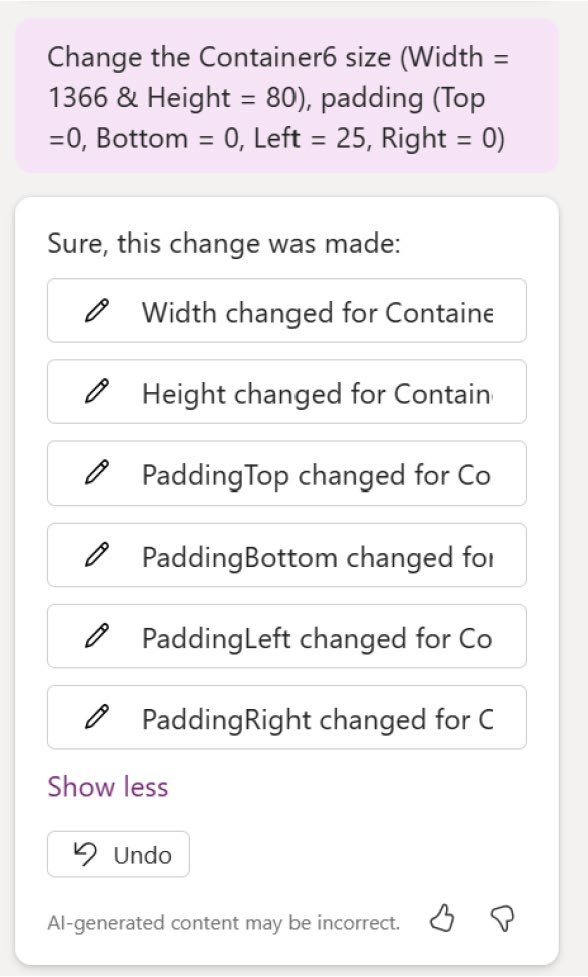 Change the Container6 size (Width =
1366 & Height = 80), padding (Top
=0, Bottom = 0, Left = 25, Right = 0)
Sure, this change was made:
Width changed for Containe
Height changed for Contain
PaddingTop changed for Co
PaddingBottom changed for
PaddingLeft changed for Co
PaddingRight changed for C
Show less
Undo
AI-generated content may be incorrect.